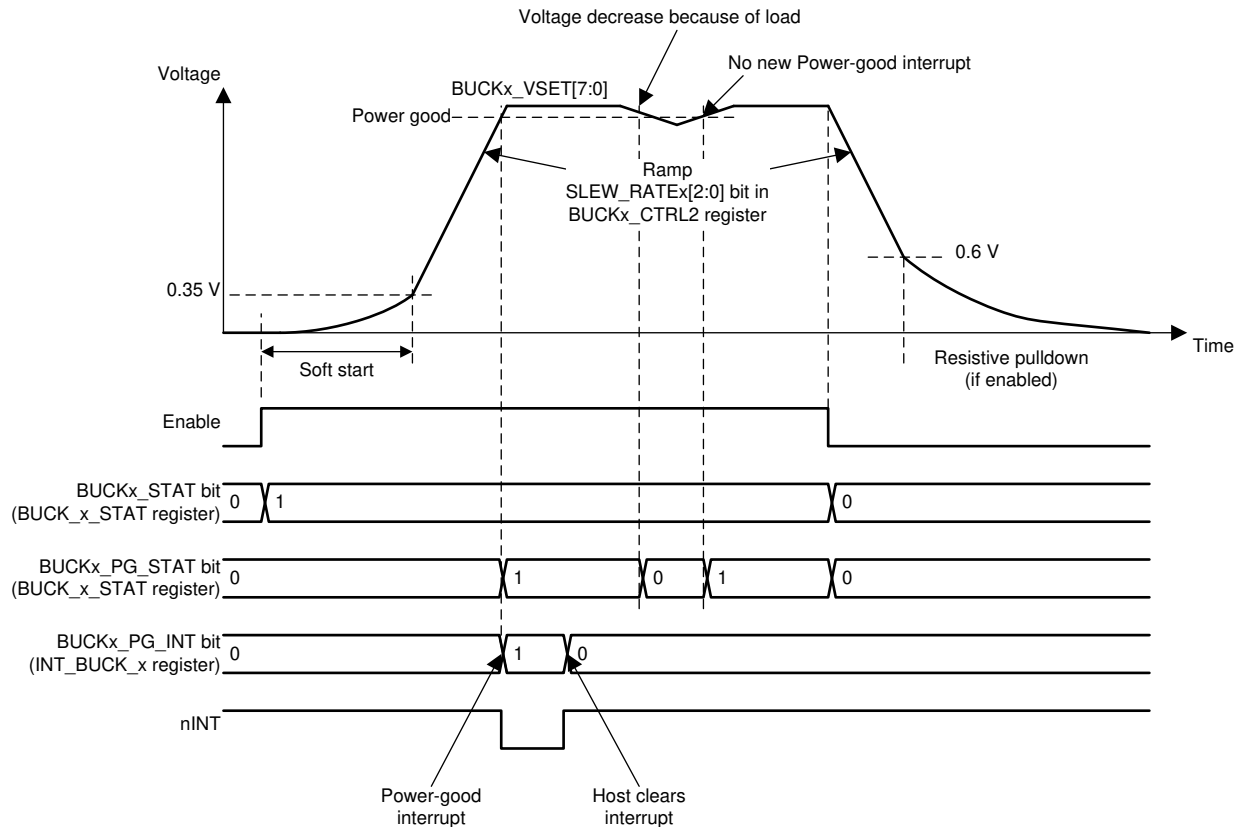 Voltage decrease because of load
No new Power-good interrupt
Voltage
BUCKx_VSET[7:0]
Power good
Ramp
SLEW_RATEx[2:0] bit in
BUCKx_CTRL2 register
0.6 V
0.35 V
Time
Soft start
Resistive pulldown
(if enabled)
Enable
BUCKx_STAT bit
(BUCK_x_STAT register)
0
1
0
BUCKx_PG_STAT bit
(BUCK_x_STAT register)
0
1
0
1
0
BUCKx_PG_INT bit
(INT_BUCK_x register)
0
1
0
nINT
Power-good
interrupt
Host clears
interrupt